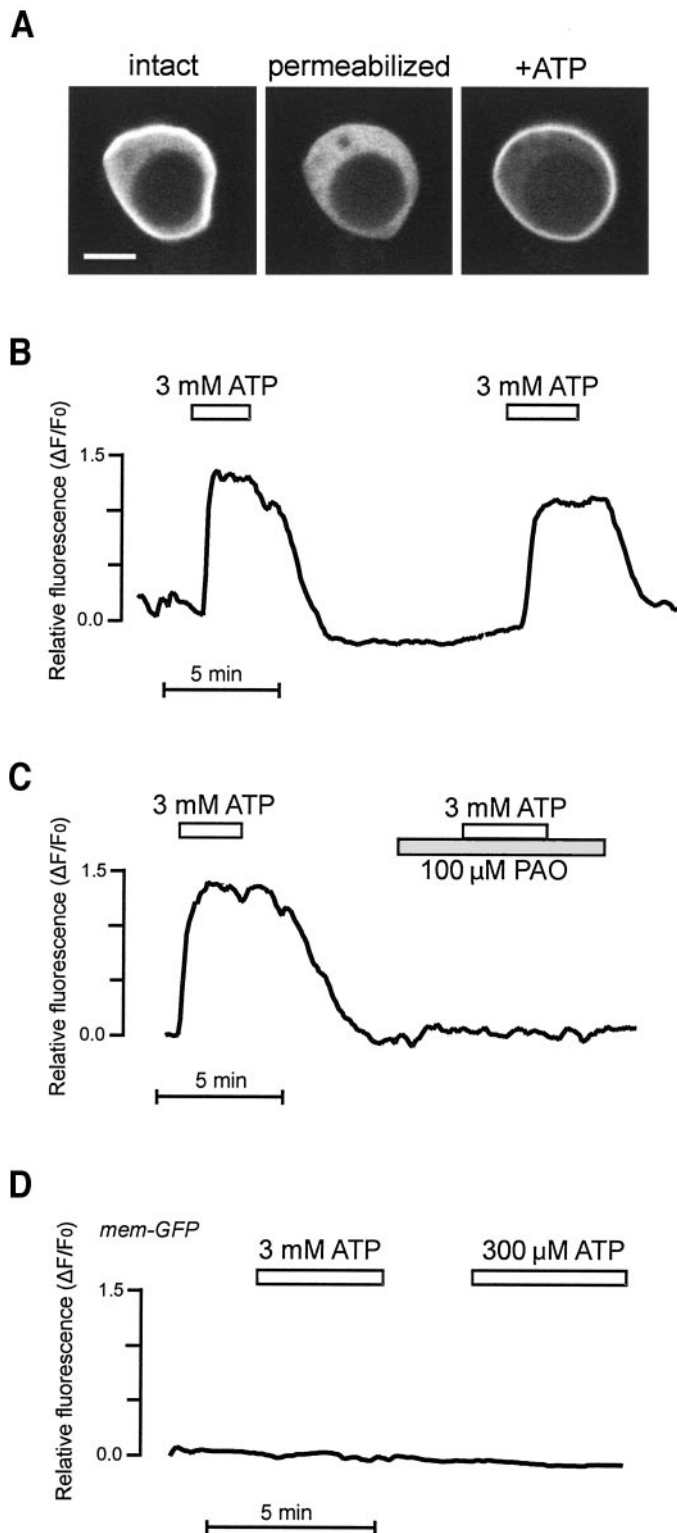 A
intact permeabilized +ATP
B
3 mM ATP 3 mM ATP
Relative fluorescence (ΔF/F0)
1.5
0.0
5 min
C
3 mM ATP 3 mM ATP
100 µM PAO
Relative fluorescence (ΔF/F0)
1.5
0.0
5 min
D
mem-GFP
3 mM ATP 300 µM ATP
Relative fluorescence (ΔF/F0)
1.5
0.0
5 min